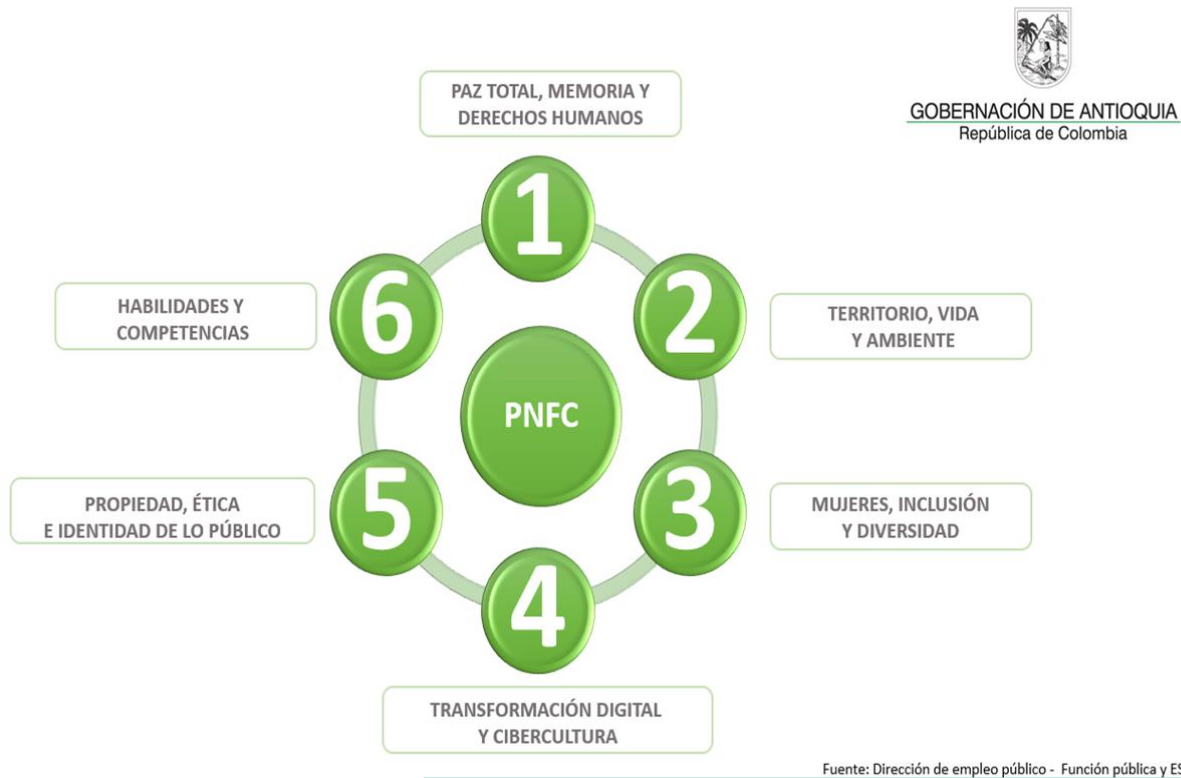 GOBERNACIÓN DE ANTIOQUIA
República de Colombia
PAZ TOTAL, MEMORIA Y
DERECHOS HUMANOS
1
2
TERRITORIO, VIDA
Y AMBIENTE
3
MUJERES, INCLUSIÓN
Y DIVERSIDAD
4
TRANSFORMACIÓN DIGITAL
Y CIBERCULTURA
5
PROPIEDAD, ÉTICA
E IDENTIDAD DE LO PÚBLICO
6
HABILIDADES Y
COMPETENCIAS
PNFC
Fuente: Dirección de empleo público - Función pública y ES